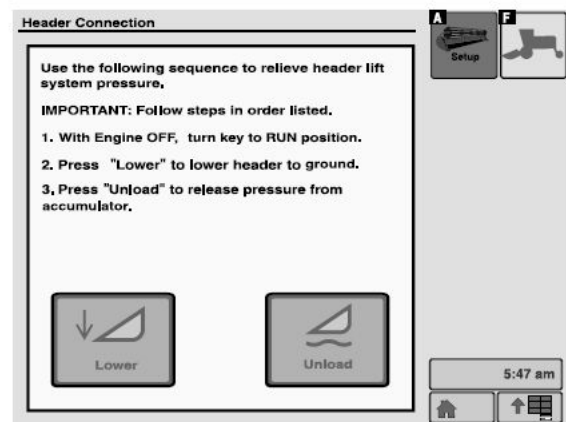 Header Connection
A
F
Setup
Use the following sequence to relieve header lift
system pressure.
IMPORTANT: Follow steps in order listed.
1. With Engine OFF, turn key to RUN position.
2. Press "Lower" to lower header to ground.
3. Press "Unload" to release pressure from
accumulator.
Lower
Unload
5:47 am